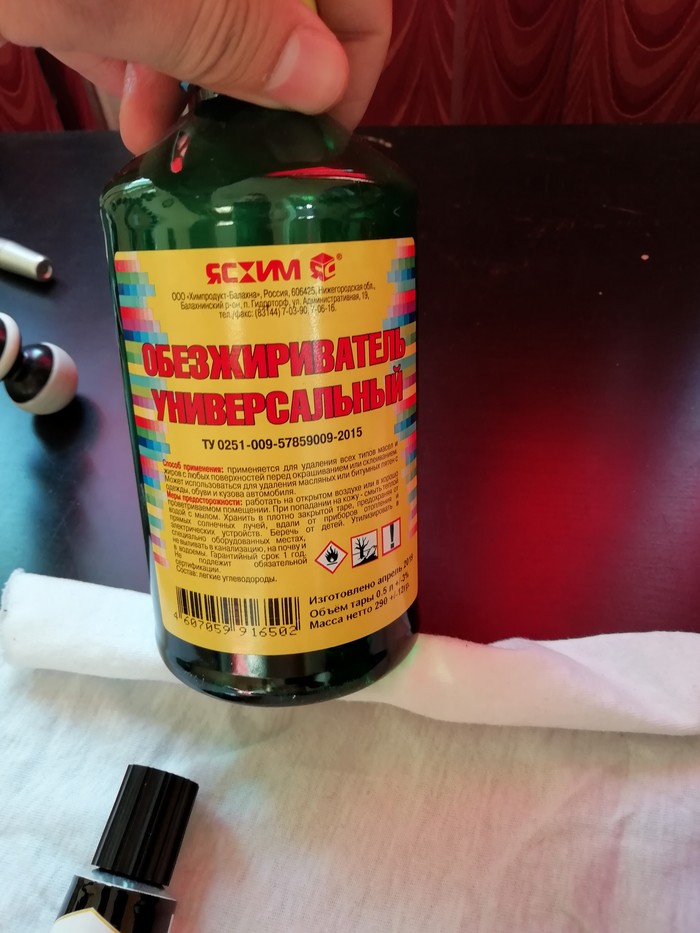 ЯСХИМ ЯС®
ООО «Химпродукт-Балахна», Россия, 606425, Нижегородская обл.,
Балахнинский р-он, п. Гидроторф, ул. Административная, 19,
тел./факс: (83144) 7-03-90, 7-06-16.
ОБЕЗЖИРИВАТЕЛЬ
УНИВЕРСАЛЬНЫЙ
ТУ 0251-009-57859009-2015
Способ применения: применяется для удаления всех типов масел и
жиров с любых поверхностей перед окрашиванием или склеиванием.
Может использоваться для удаления масляных или битумных пятен с
одежды, обуви и кузова автомобиля.
Меры предосторожности: работать на открытом воздухе или в хорошо
проветриваемом помещении. При попадании на кожу - смыть теплой
водой с мылом. Хранить в плотно закрытой таре, предохраняя от
прямых солнечных лучей, вдали от приборов отопления и
электрических устройств. Беречь от детей. Утилизировать в
специально оборудованных местах,
не выливать в канализацию, на почву и
в водоемы. Гарантийный срок 1 год.
Не подлежит обязательной
сертификации.
Состав: легкие углеводороды.
4 607059 916502
Изготовлено апрель
Объем тары 0.5 л +-3%
Масса нетто 290 +/-12гр.